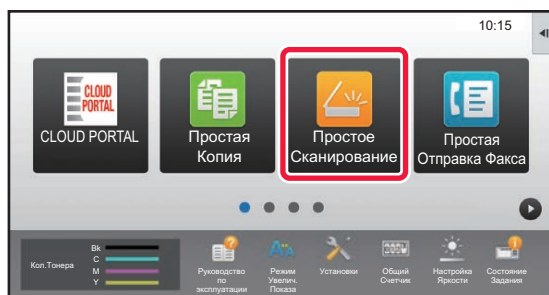 10:15
CLOUD
PORTAL
CLOUD PORTAL
Простая
Копия
Простое
Сканирование
Простая
Отправка Факса
Кол.Тонера
Bk
C
M
Y
Руководство
по
эксплуатации
Режим
Увелич.
Показа
Установки
Общий
Счетчик
Настройка
Яркости
Состояние
Задания